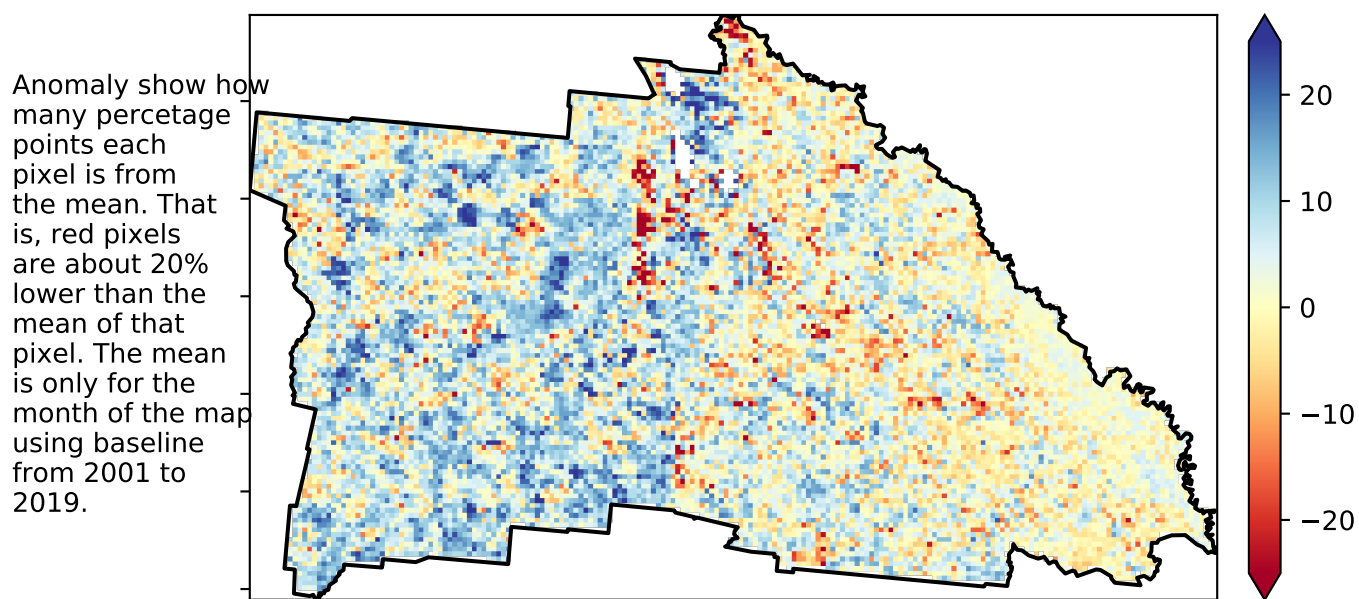 Anomaly show how
many percetage
points each
pixel is from
the mean. That
is, red pixels
are about 20%
lower than the
mean of that
pixel. The mean
is only for the
month of the map
using baseline
from 2001 to
2019.
20
10
0
−10
−20